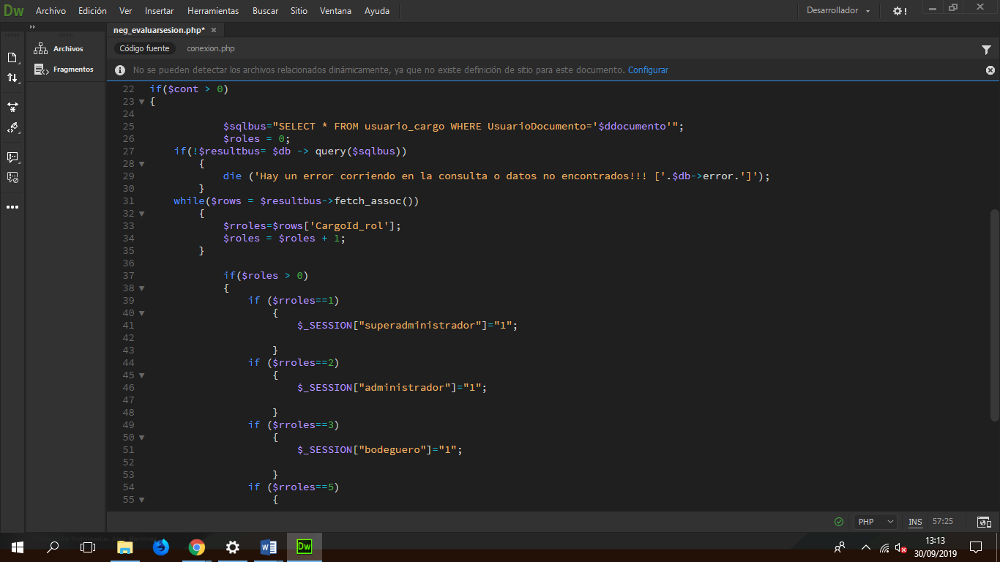 Dw Archivo Edición Ver Insertar Herramientas Buscar Sitio Ventana Ayuda Desarrollador
neg_evaluarsesion.php*
Archivos
Fragmentos
Código fuente conexion.php
No se pueden detectar los archivos relacionados dinámicamente, ya que no existe definición de sitio para este documento. Configurar
22 if($cont > 0)
23 {
24
25 $sqlbus="SELECT * FROM usuario_cargo WHERE UsuarioDocumento='$ddocumento'";
26 $roles = 0;
27 if(!$resultbus= $db -> query($sqlbus))
28 {
29 die ('Hay un error corriendo en la consulta o datos no encontrados!!! ['.$db->error.']');
30 }
31 while($rows = $resultbus->fetch_assoc())
32 {
33 $rroles=$rows['CargoId_rol'];
34 $roles = $roles + 1;
35 }
36
37 if($roles > 0)
38 {
39 if ($rroles==1)
40 {
41 $_SESSION["superadministrador"]="1";
42
43 }
44 if ($rroles==2)
45 {
46 $_SESSION["administrador"]="1";
47
48 }
49 if ($rroles==3)
50 {
51 $_SESSION["bodeguero"]="1";
52
53 }
54 if ($rroles==5)
55 {
PHP INS 57:25
Dw
13:13
30/09/2019